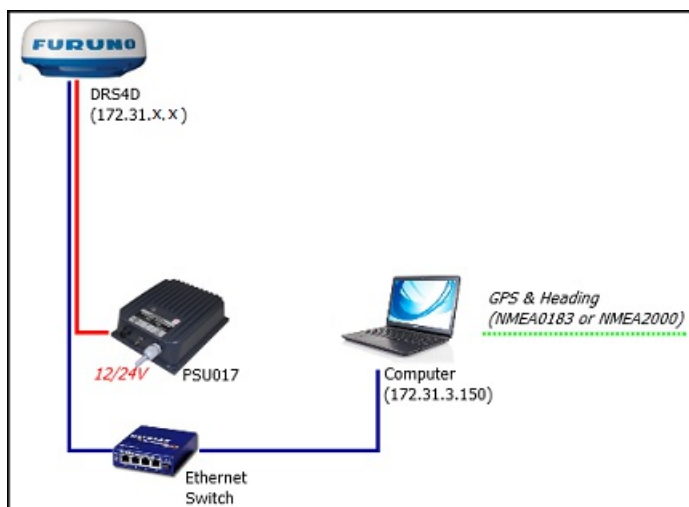 FURUNO
DRS4D
(172.31.x.x)
GPS & Heading
(NMEA0183 or NMEA2000)
12/24V
PSU017
Computer
(172.31.3.150)
NETGEAR
Ethernet
Switch